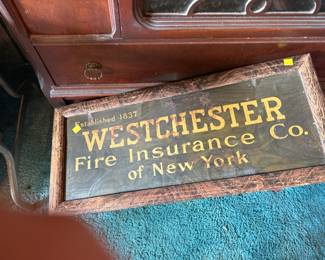 Established 1837
WESTCHESTER
Fire Insurance Co.
of New York